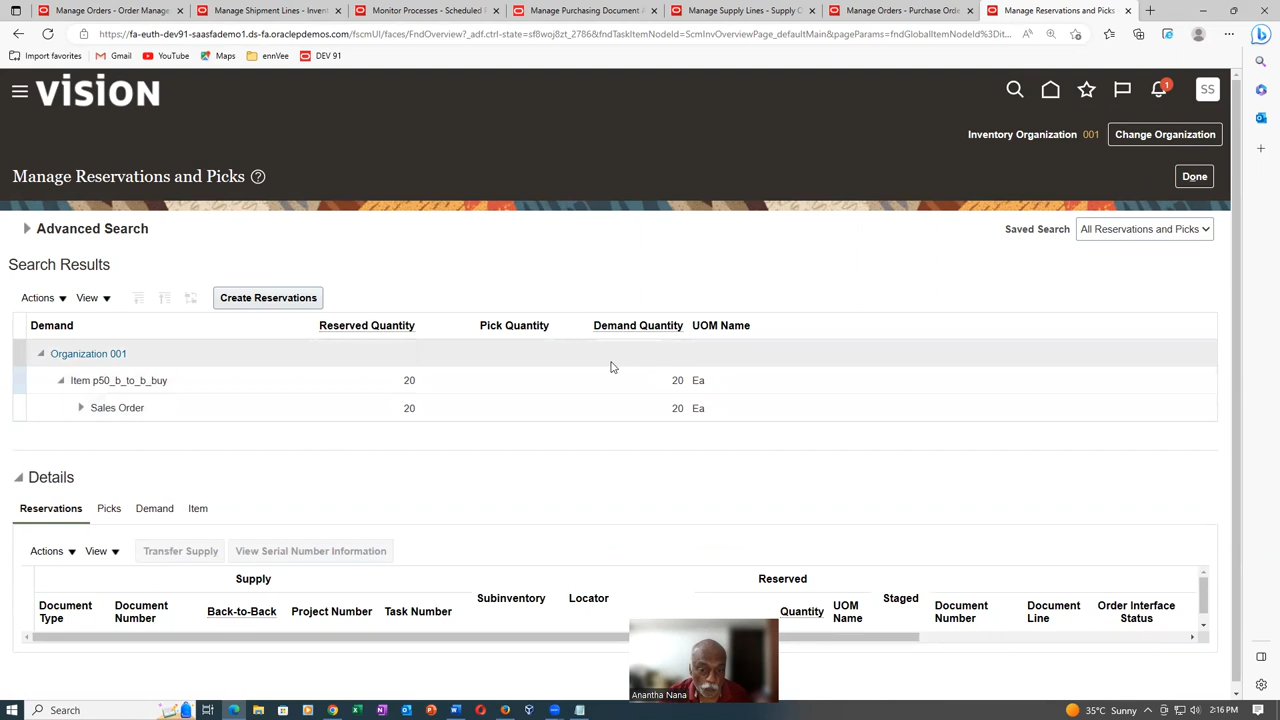 Manage Orders - Order Manage
Manage Shipment Lines - Invent
Monitor Processes - Scheduled P
Manage Purchasing Document A
Manage Supply Lines - Supply O
Manage Orders - Purchase Order
Manage Reservations and Picks
https://fa-euth-dev91-saasfademo1.ds-fa.oraclepdemos.com/fscmUI/faces/FndOverview?_adf.ctrl-state=sf8woj8zt_2786&fndTaskItemNodeId=ScmInvOverviewPage_defaultMain&pageParams=fndGlobalItemNodeId%3Dit...
Import favorites
Gmail
YouTube
Maps
ennVee
DEV 91
VISION
1
SS
Inventory Organization 001
Change Organization
Manage Reservations and Picks
Done
Advanced Search
Saved Search All Reservations and Picks
Search Results
Actions View Create Reservations
Demand Reserved Quantity Pick Quantity Demand Quantity UOM Name
Organization 001
Item p50_b_to_b_buy 20 20 Ea
Sales Order 20 20 Ea
Details
Reservations Picks Demand Item
Actions View Transfer Supply View Serial Number Information
Supply
Reserved
Document Type
Document Number
Back-to-Back
Project Number
Task Number
Subinventory
Locator
Quantity
UOM Name
Staged
Document Number
Document Line
Order Interface Status
Anantha Nana
Search
35°C Sunny
2:16 PM